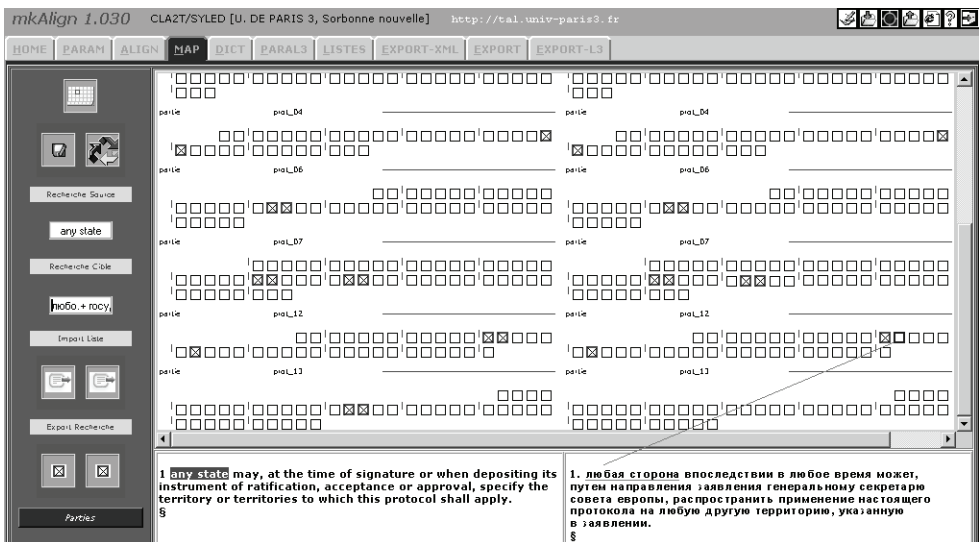 mkAlign 1.030 CLA2T/SYLED [U. DE PARIS 3, Sorbonne nouvelle] http://tal.univ-paris3.fr
HOME PARAM ALIGN MAP DICT PARAL3 LISTES EXPORT-XML EXPORT EXPORT-L3
partie prot_04 partie prot_04
partie prot_06 partie prot_06
partie prot_07 partie prot_07
partie prot_12 partie prot_12
partie prot_13 partie prot_13
Recherche Source
any state
Recherche Cible
любо.+ госу
Import Liste
Export Recherche
Parties
1 any state may, at the time of signature or when depositing its
instrument of ratification, acceptance or approval, specify the
territory or territories to which this protocol shall apply.
§
1. любая сторона впоследствии в любое время может,
путем направления заявления генеральному секретарю
совета европы, распространить применение настоящего
протокола на любую другую территорию, указанную
в заявлении.
§